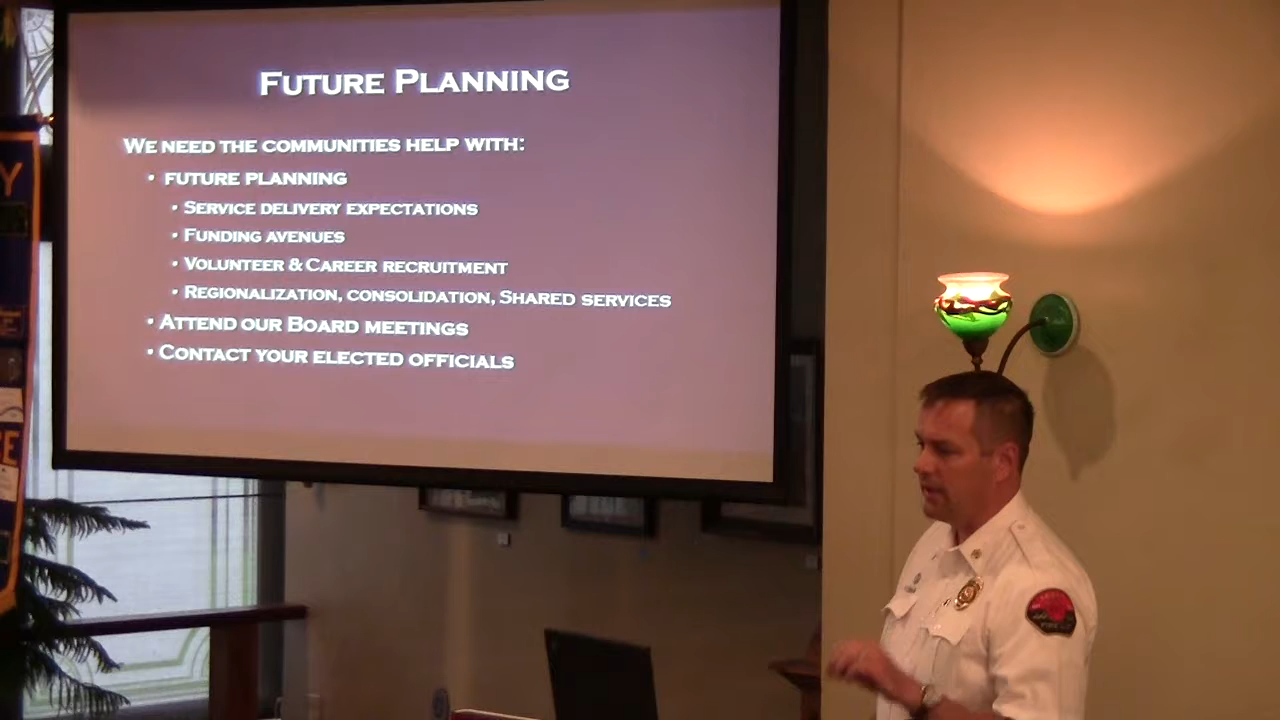 Future Planning
We need the communities help with:
• future planning
• Service delivery expectations
• Funding avenues
• Volunteer & Career recruitment
• Regionalization, consolidation, Shared services
• Attend our Board meetings
• Contact your elected officials
Y
E